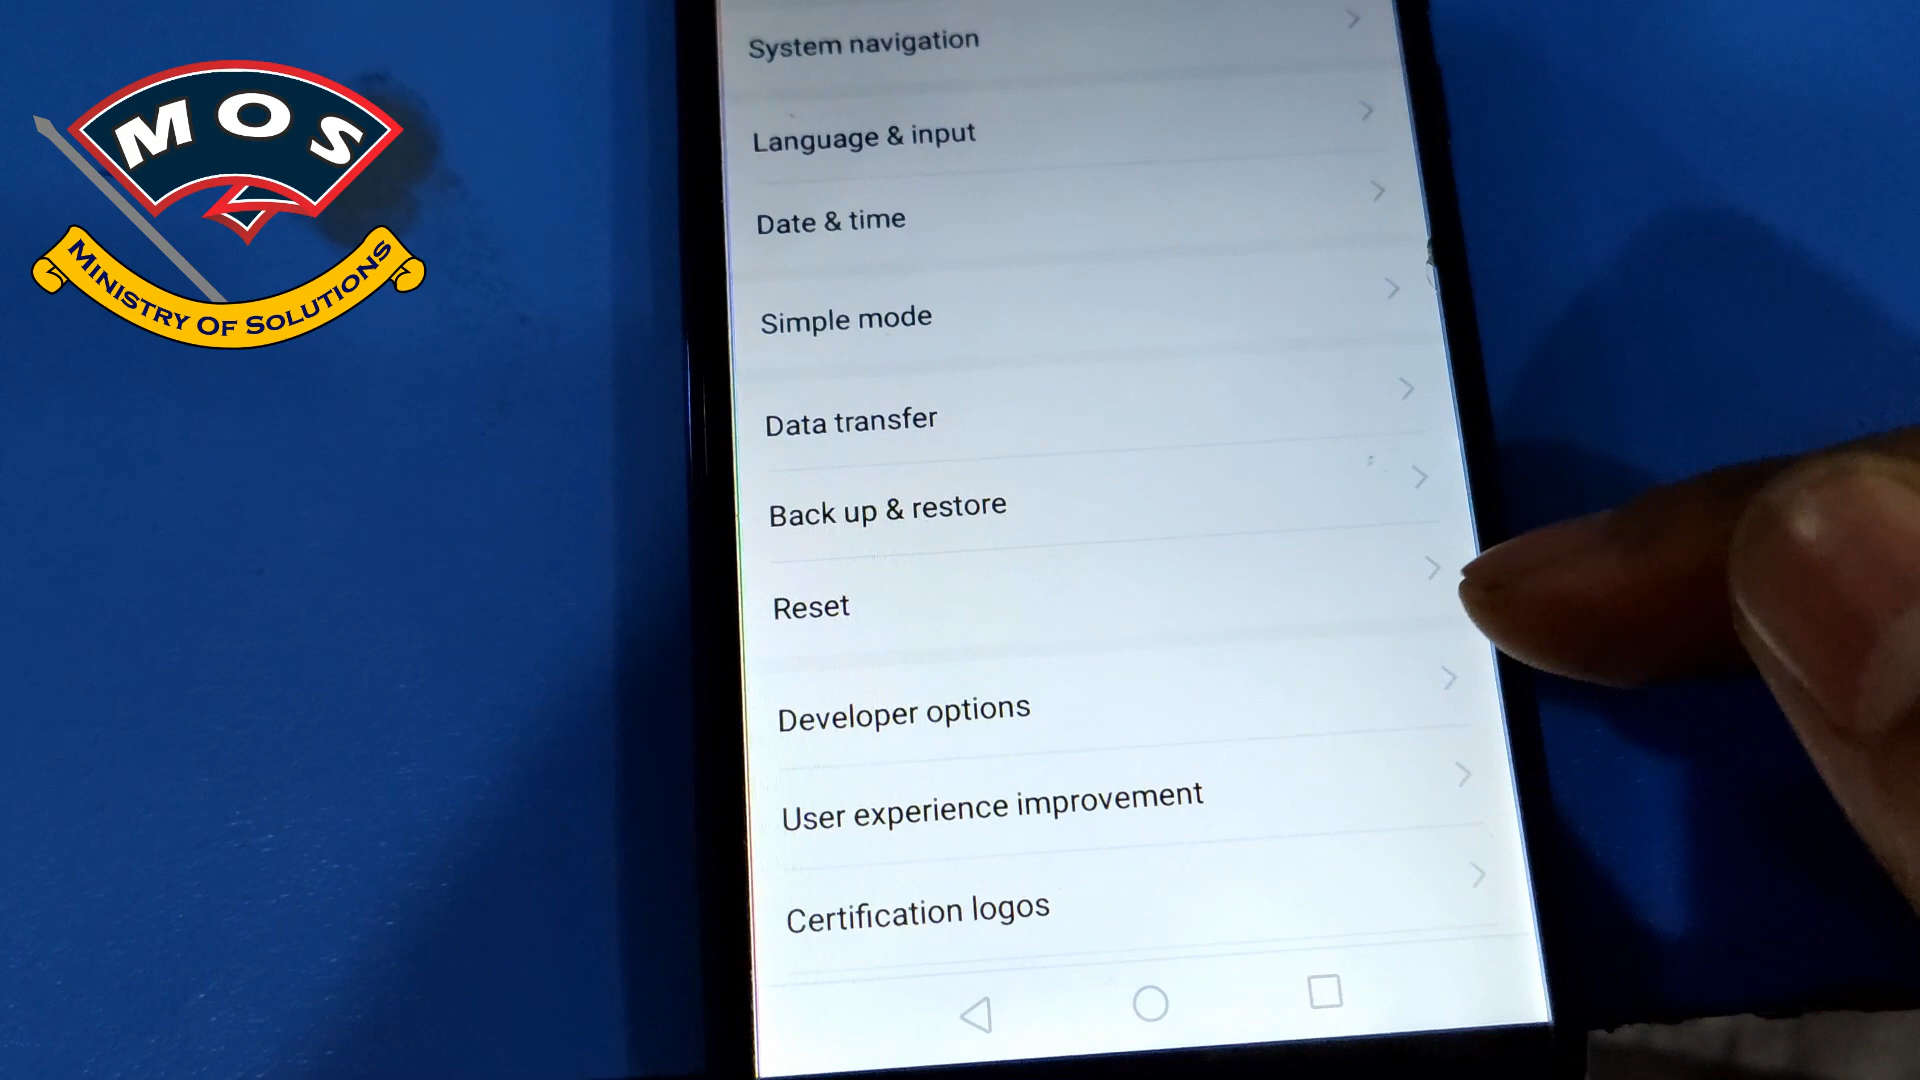 MOS
MINISTRY OF SOLUTIONS
System navigation
Language & input
Date & time
Simple mode
Data transfer
Back up & restore
Reset
Developer options
User experience improvement
Certification logos